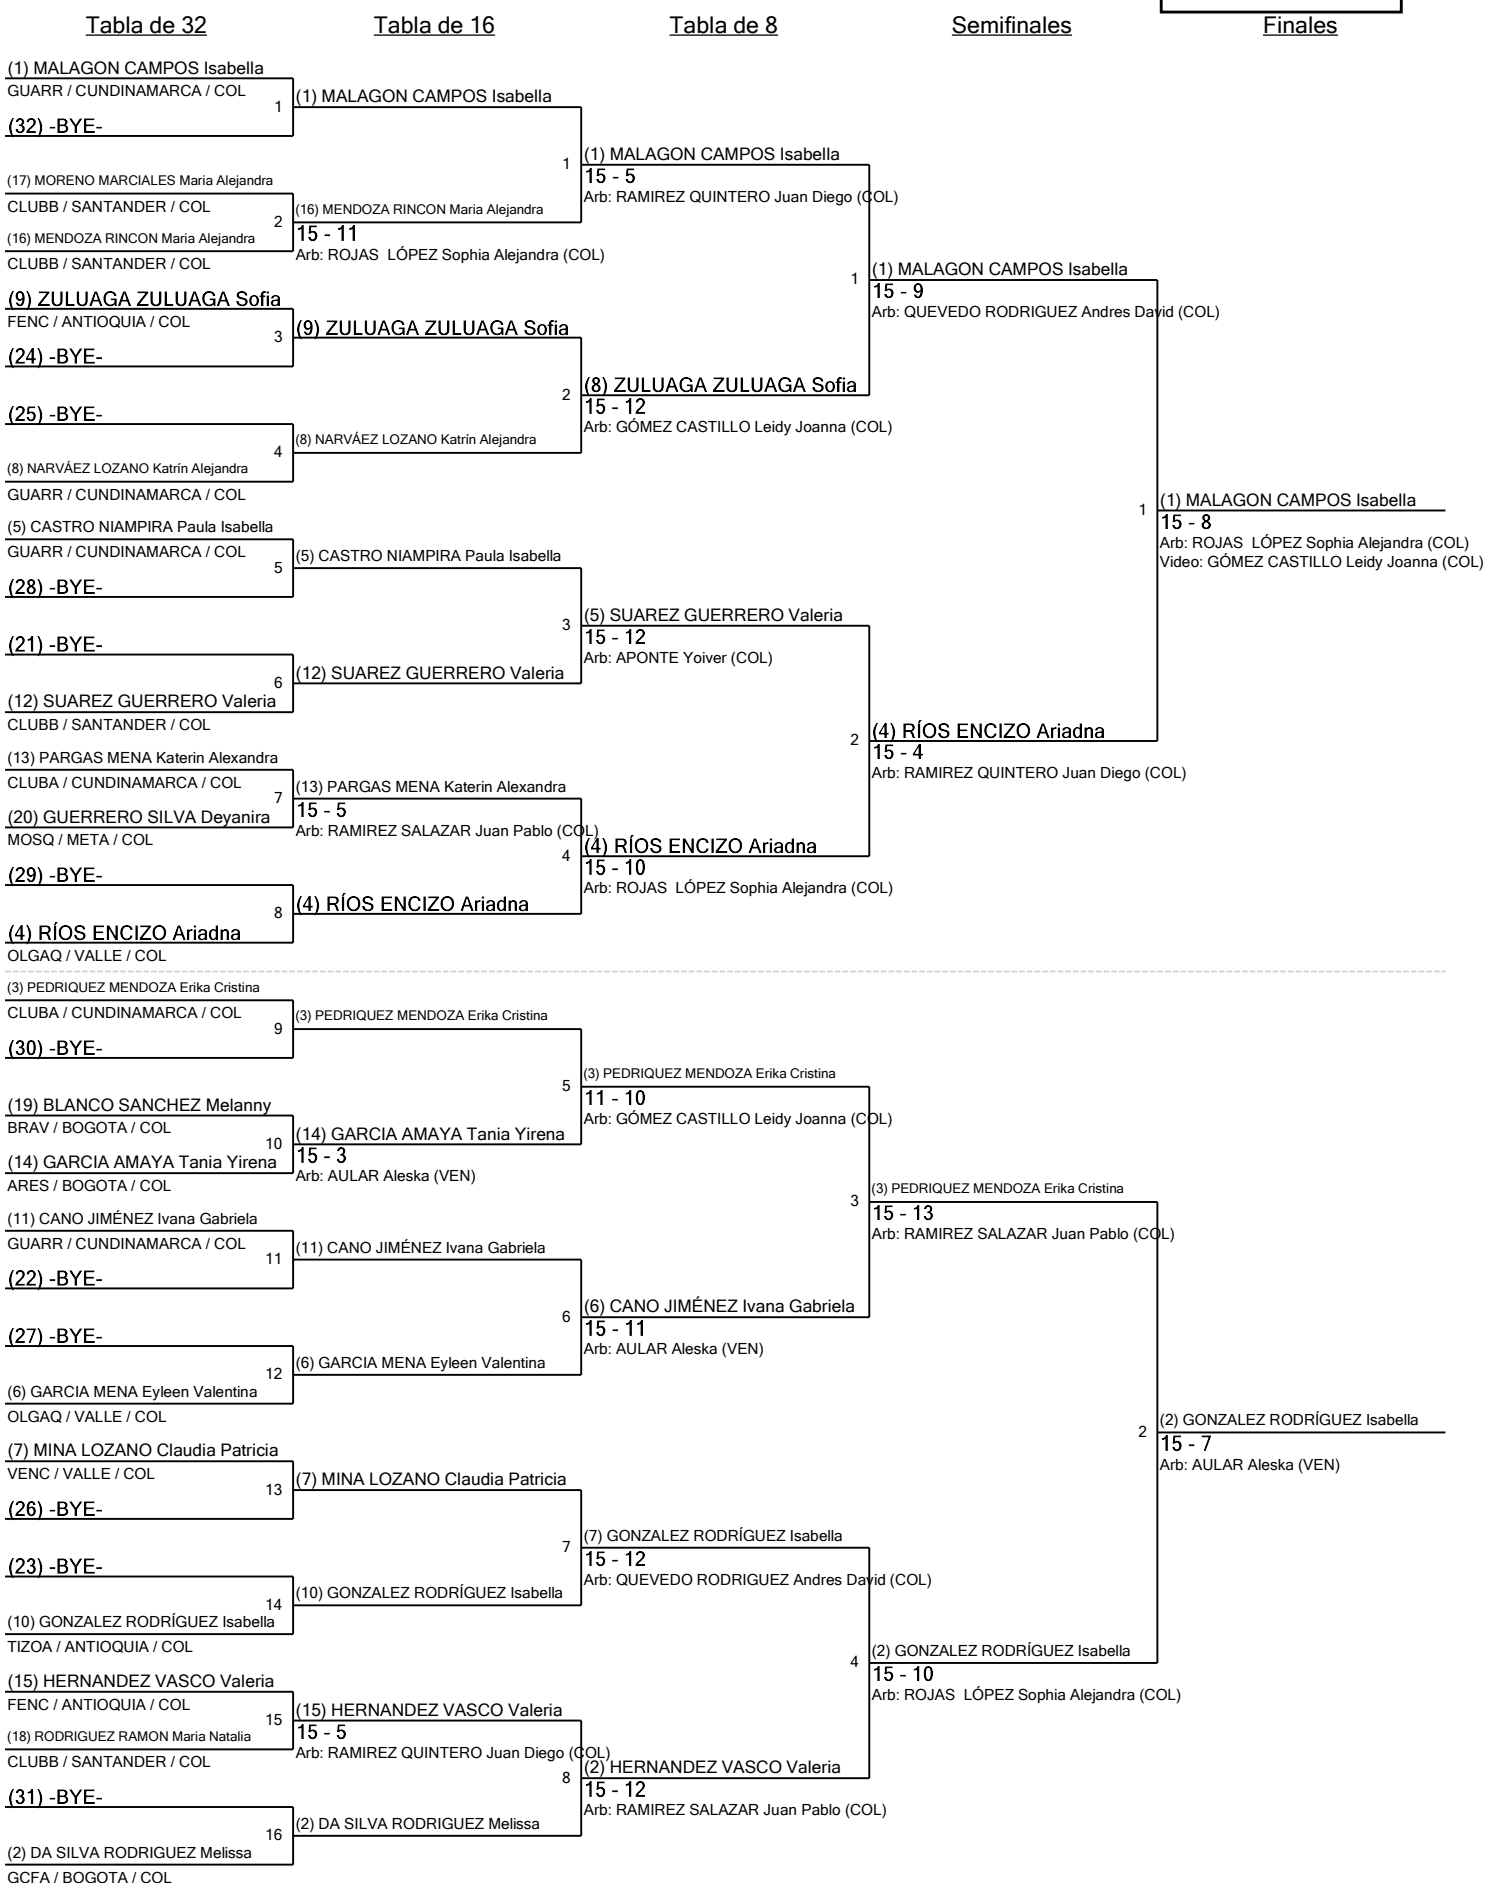 Tabla de 32
Tabla de 16
Tabla de 8
Semifinales
Finales
(1) MALAGON CAMPOS Isabella
GUARR / CUNDINAMARCA / COL
1
(32) -BYE-
(17) MORENO MARCIALES Maria Alejandra
CLUBB / SANTANDER / COL
2
(16) MENDOZA RINCON Maria Alejandra
CLUBB / SANTANDER / COL
(9) ZULUAGA ZULUAGA Sofia
FENC / ANTIOQUIA / COL
3
(24) -BYE-
(25) -BYE-
4
(8) NARVÁEZ LOZANO Katrín Alejandra
GUARR / CUNDINAMARCA / COL
(5) CASTRO NIAMPIRA Paula Isabella
GUARR / CUNDINAMARCA / COL
5
(28) -BYE-
(21) -BYE-
6
(12) SUAREZ GUERRERO Valeria
CLUBB / SANTANDER / COL
(13) PARGAS MENA Katerin Alexandra
CLUBA / CUNDINAMARCA / COL
7
(20) GUERRERO SILVA Deyanira
MOSQ / META / COL
(29) -BYE-
8
(4) RÍOS ENCIZO Ariadna
OLGAQ / VALLE / COL
(3) PEDRIQUEZ MENDOZA Erika Cristina
CLUBA / CUNDINAMARCA / COL
9
(30) -BYE-
(19) BLANCO SANCHEZ Melanny
BRAV / BOGOTA / COL
10
(14) GARCIA AMAYA Tania Yirena
ARES / BOGOTA / COL
(11) CANO JIMÉNEZ Ivana Gabriela
GUARR / CUNDINAMARCA / COL
11
(22) -BYE-
(27) -BYE-
12
(6) GARCIA MENA Eyleen Valentina
OLGAQ / VALLE / COL
(7) MINA LOZANO Claudia Patricia
VENC / VALLE / COL
13
(26) -BYE-
(23) -BYE-
14
(10) GONZALEZ RODRÍGUEZ Isabella
TIZOA / ANTIOQUIA / COL
(15) HERNANDEZ VASCO Valeria
FENC / ANTIOQUIA / COL
15
(18) RODRIGUEZ RAMON Maria Natalia
CLUBB / SANTANDER / COL
(31) -BYE-
16
(2) DA SILVA RODRIGUEZ Melissa
GCFA / BOGOTA / COL
(1) MALAGON CAMPOS Isabella
1
(16) MENDOZA RINCON Maria Alejandra
15 - 11
Arb: ROJAS  LÓPEZ Sophia Alejandra (COL)
(9) ZULUAGA ZULUAGA Sofia
2
(8) NARVÁEZ LOZANO Katrín Alejandra
(5) CASTRO NIAMPIRA Paula Isabella
3
(12) SUAREZ GUERRERO Valeria
(13) PARGAS MENA Katerin Alexandra
15 - 5
Arb: RAMIREZ SALAZAR Juan Pablo (COL)
4
(4) RÍOS ENCIZO Ariadna
(3) PEDRIQUEZ MENDOZA Erika Cristina
5
(14) GARCIA AMAYA Tania Yirena
15 - 3
Arb: AULAR Aleska (VEN)
(11) CANO JIMÉNEZ Ivana Gabriela
6
(6) GARCIA MENA Eyleen Valentina
(7) MINA LOZANO Claudia Patricia
7
(10) GONZALEZ RODRÍGUEZ Isabella
(15) HERNANDEZ VASCO Valeria
15 - 5
Arb: RAMIREZ QUINTERO Juan Diego (COL)
8
(2) DA SILVA RODRIGUEZ Melissa
(1) MALAGON CAMPOS Isabella
15 - 5
Arb: RAMIREZ QUINTERO Juan Diego (COL)
1
(8) ZULUAGA ZULUAGA Sofia
15 - 12
Arb: GÓMEZ CASTILLO Leidy Joanna (COL)
(5) SUAREZ GUERRERO Valeria
15 - 12
Arb: APONTE Yoiver (COL)
2
(4) RÍOS ENCIZO Ariadna
15 - 10
Arb: ROJAS  LÓPEZ Sophia Alejandra (COL)
(3) PEDRIQUEZ MENDOZA Erika Cristina
11 - 10
Arb: GÓMEZ CASTILLO Leidy Joanna (COL)
3
(6) CANO JIMÉNEZ Ivana Gabriela
15 - 11
Arb: AULAR Aleska (VEN)
(7) GONZALEZ RODRÍGUEZ Isabella
15 - 12
Arb: QUEVEDO RODRIGUEZ Andres David (COL)
4
(2) HERNANDEZ VASCO Valeria
15 - 12
Arb: RAMIREZ SALAZAR Juan Pablo (COL)
(1) MALAGON CAMPOS Isabella
15 - 9
Arb: QUEVEDO RODRIGUEZ Andres David (COL)
1
(4) RÍOS ENCIZO Ariadna
15 - 4
Arb: RAMIREZ QUINTERO Juan Diego (COL)
(3) PEDRIQUEZ MENDOZA Erika Cristina
15 - 13
Arb: RAMIREZ SALAZAR Juan Pablo (COL)
2
(2) GONZALEZ RODRÍGUEZ Isabella
15 - 10
Arb: ROJAS  LÓPEZ Sophia Alejandra (COL)
(1) MALAGON CAMPOS Isabella
15 - 8
Arb: ROJAS  LÓPEZ Sophia Alejandra (COL)
Video: GÓMEZ CASTILLO Leidy Joanna (COL)
(2) GONZALEZ RODRÍGUEZ Isabella
15 - 7
Arb: AULAR Aleska (VEN)